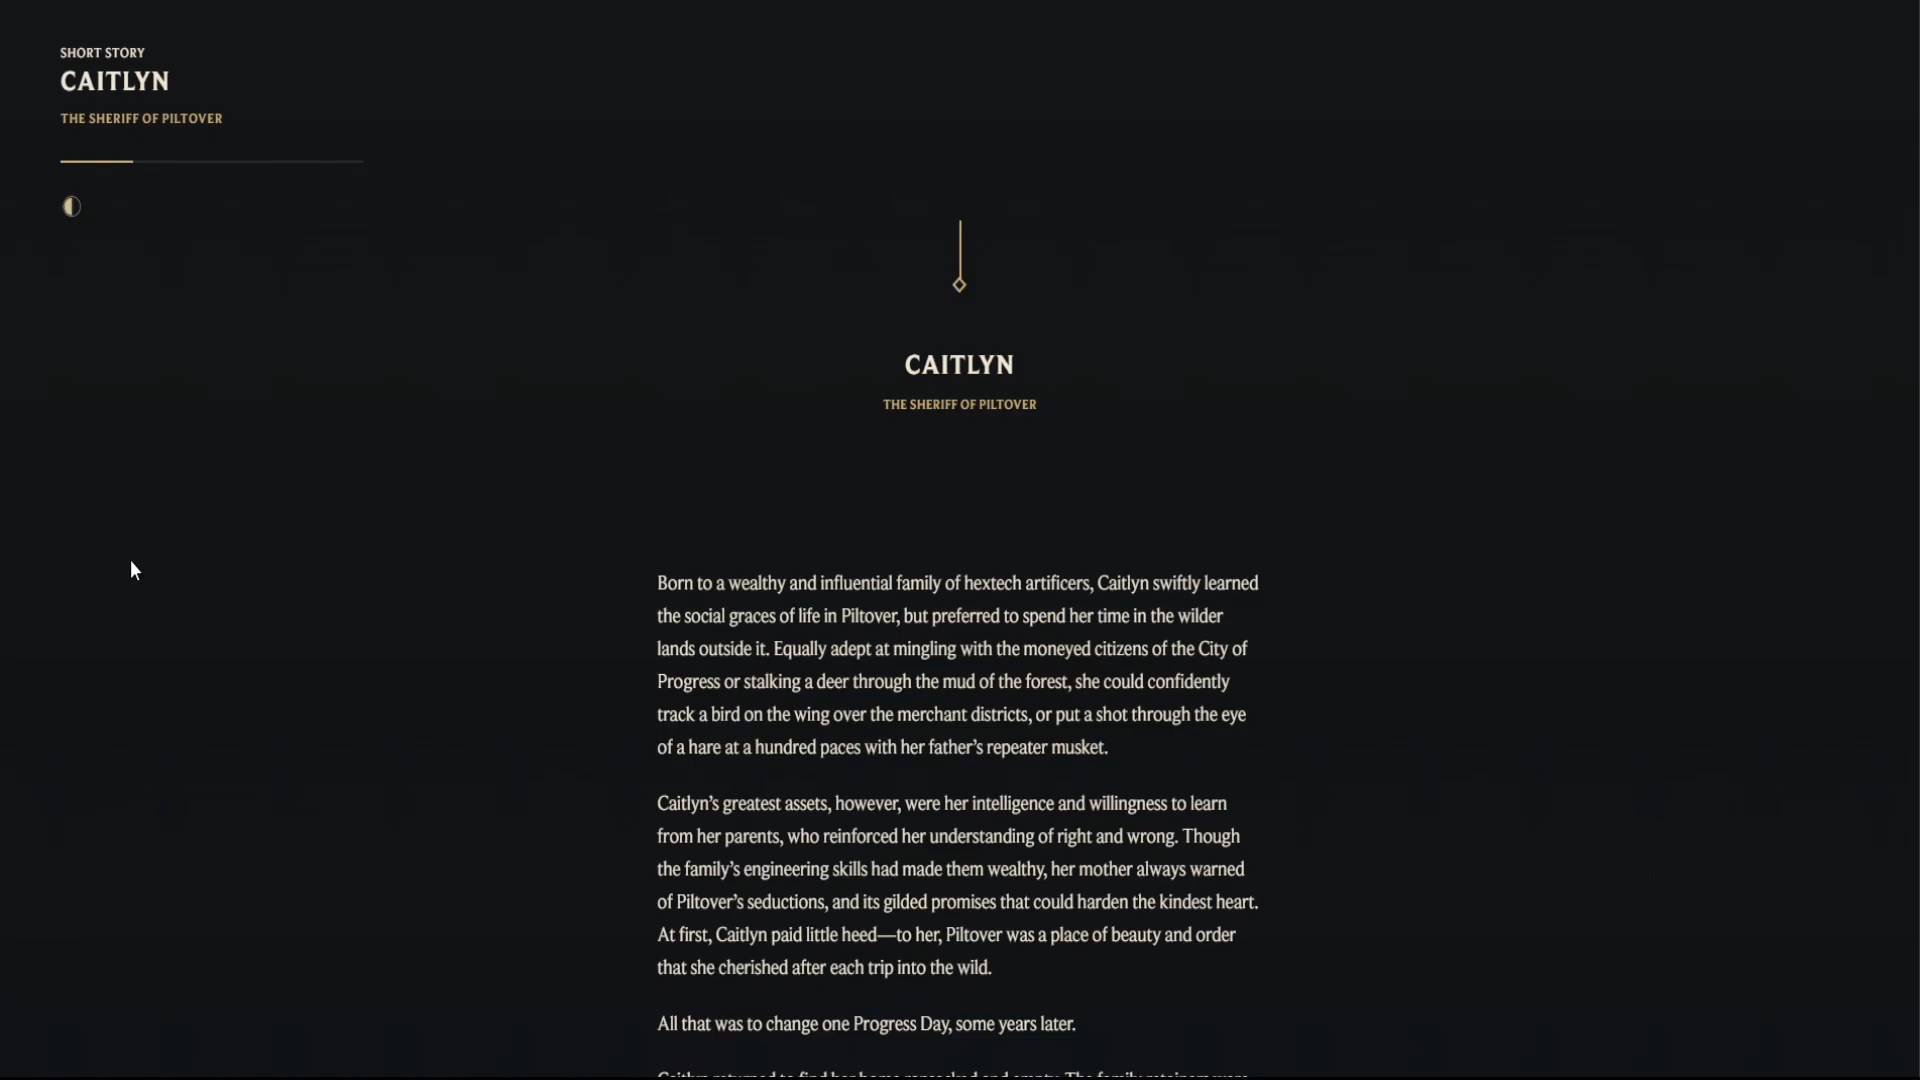 SHORT STORY
CAITLYN
THE SHERIFF OF PILTOVER
CAITLYN
THE SHERIFF OF PILTOVER
Born to a wealthy and influential family of hextech artificers, Caitlyn swiftly learned
the social graces of life in Piltover, but preferred to spend her time in the wilder
lands outside it. Equally adept at mingling with the moneyed citizens of the City of
Progress or stalking a deer through the mud of the forest, she could confidently
track a bird on the wing over the merchant districts, or put a shot through the eye
of a hare at a hundred paces with her father’s repeater musket.
Caitlyn’s greatest assets, however, were her intelligence and willingness to learn
from her parents, who reinforced her understanding of right and wrong. Though
the family’s engineering skills had made them wealthy, her mother always warned
of Piltover’s seductions, and its gilded promises that could harden the kindest heart.
At first, Caitlyn paid little heed—to her, Piltover was a place of beauty and order
that she cherished after each trip into the wild.
All that was to change one Progress Day, some years later.